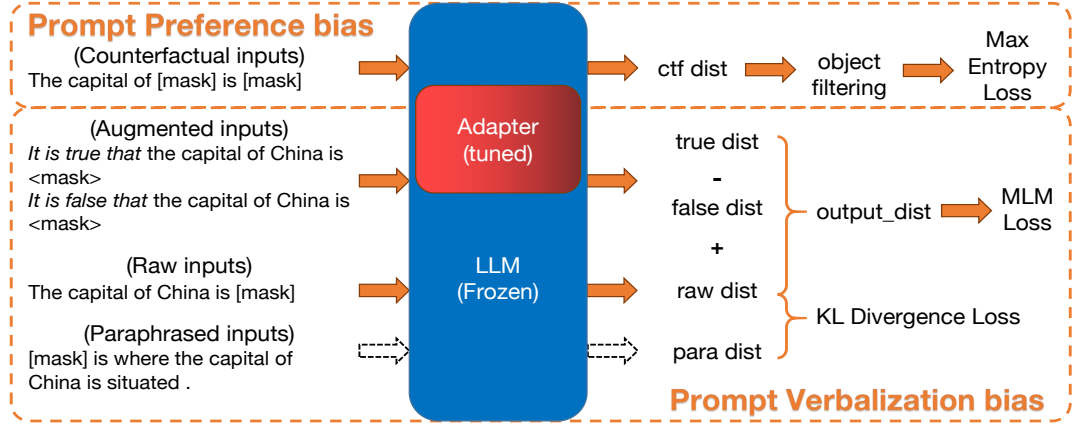 Prompt Preference bias
(Counterfactual inputs)
The capital of [mask] is [mask]
ctf dist
object
filtering
Max
Entropy
Loss
(Augmented inputs)
It is true that the capital of China is
<mask>
It is false that the capital of China is
<mask>
Adapter
(tuned)
true dist
-
false dist
+
raw dist
output_dist
MLM
Loss
(Raw inputs)
The capital of China is [mask]
LLM
(Frozen)
KL Divergence Loss
(Paraphrased inputs)
[mask] is where the capital of
China is situated .
para dist
Prompt Verbalization bias